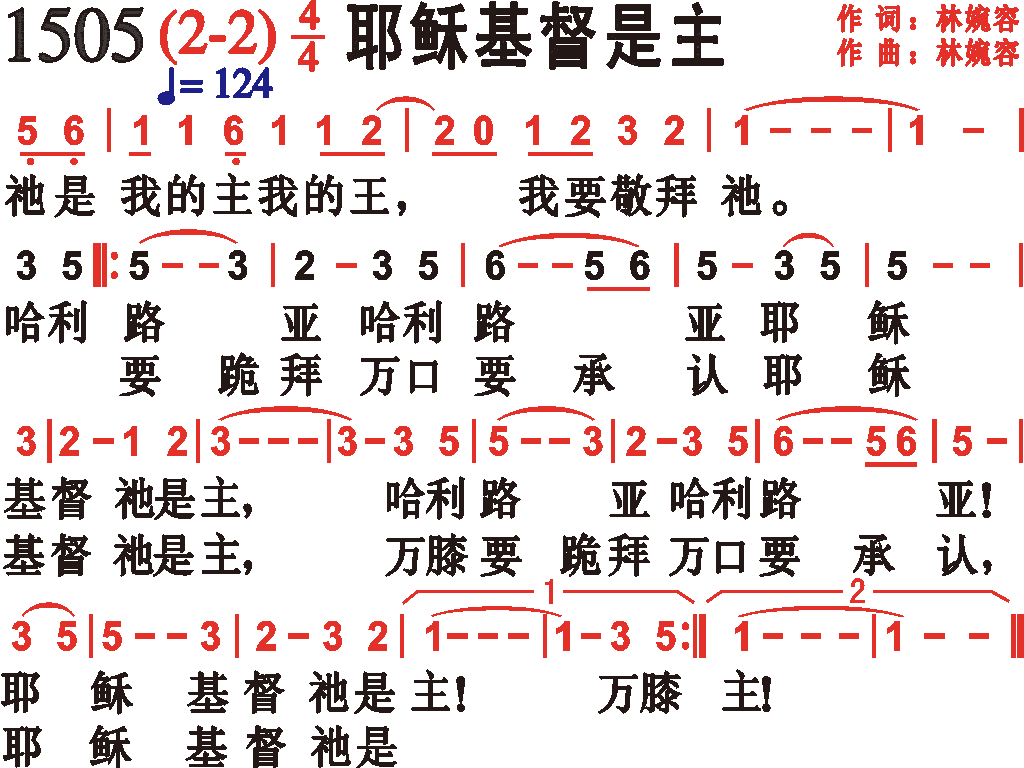 1505 (2-2) 4/4 耶稣基督是主 作 词：林婉容
♩= 124 作 曲：林婉容
5 6 | 1 1 6 1 1 2 | 2 0 1 2 3 2 | 1 - - - | 1 - |
祂是 我的主我的王， 我要敬拜 祂。
3 5 ‖: 5 - - 3 | 2 - 3 5 | 6 - - 5 6 | 5 - 3 5 | 5 - - |
哈利 路 亚 哈利 路 亚 耶 稣
要 跪 拜 万口 要 承 认 耶 稣
3 | 2 - 1 2 | 3 - - - | 3 - 3 5 | 5 - - 3 | 2 - 3 5 | 6 - - 5 6 | 5 - |
基督 祂是主， 哈利 路 亚 哈利路 亚！
基督 祂是主， 万膝 要 跪拜 万口要 承 认，
1 2
3 5 | 5 - - 3 | 2 - 3 2 | 1 - - - | 1 - 3 5 :‖ 1 - - - | 1 - - ‖
耶 稣 基 督 祂是 主！ 万膝 主！
耶 稣 基 督 祂是